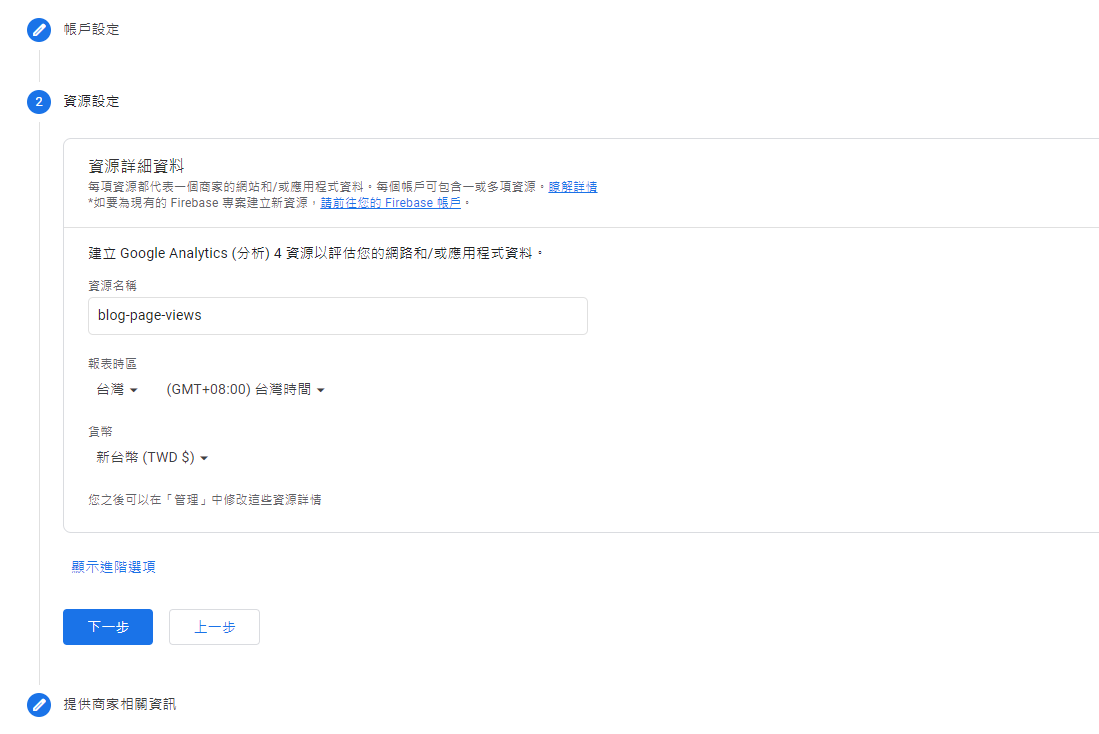 帳戶設定
2 資源設定
資源詳細資料
每項資源都代表一個商家的網站和/或應用程式資料。每個帳戶可包含一或多項資源。瞭解詳情
*如要為現有的 Firebase 專案建立新資源，請前往您的 Firebase 帳戶。
建立 Google Analytics (分析) 4 資源以評估您的網路和/或應用程式資料。
資源名稱
blog-page-views
報表時區
台灣 (GMT+08:00) 台灣時間
貨幣
新台幣 (TWD $)
您之後可以在「管理」中修改這些資源詳情
顯示進階選項
下一步 上一步
提供商家相關資訊